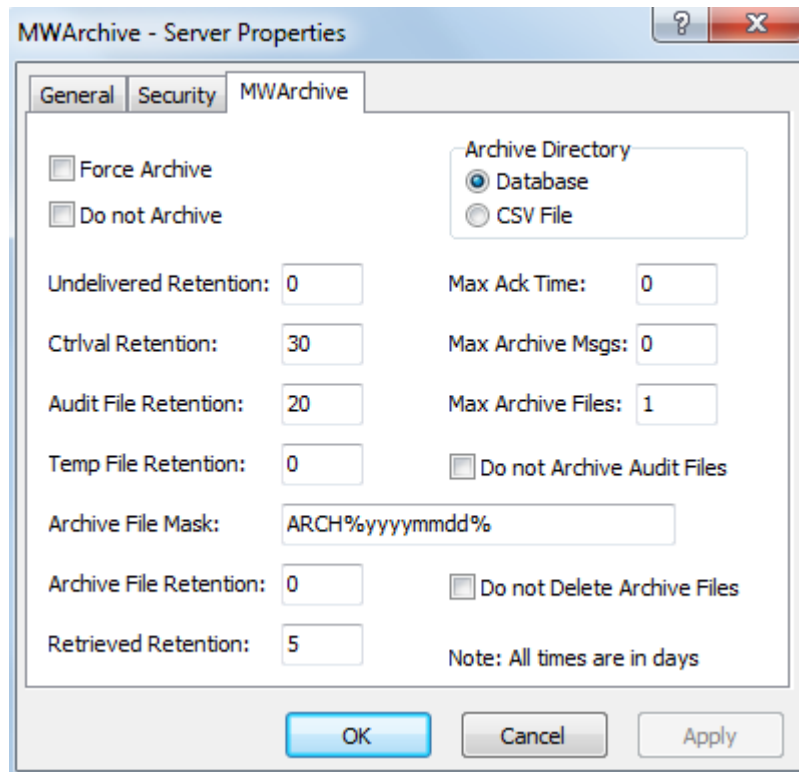 MWArchive - Server Properties
?
X
General Security MWArchive
Force Archive
Do not Archive
Archive Directory
Database
CSV File
Undelivered Retention: 0 Max Ack Time: 0
Ctrlval Retention: 30 Max Archive Msgs: 0
Audit File Retention: 20 Max Archive Files: 1
Temp File Retention: 0 Do not Archive Audit Files
Archive File Mask: ARCH%yyyymmdd%
Archive File Retention: 0 Do not Delete Archive Files
Retrieved Retention: 5 Note: All times are in days
OK Cancel Apply